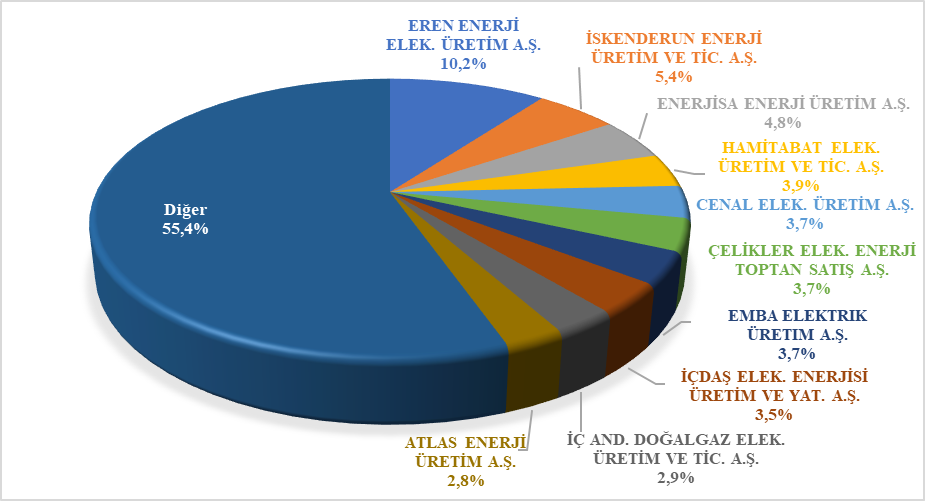 EREN ENERJİ
ELEK. ÜRETİM A.Ş.
10,2%
İSKENDERUN ENERJİ
ÜRETİM VE TİC. A.Ş.
5,4%
ENERJİSA ENERJİ ÜRETİM A.Ş.
4,8%
HAMİTABAT ELEK.
ÜRETİM VE TİC. A.Ş.
3,9%
CENAL ELEK. ÜRETİM A.Ş.
3,7%
ÇELİKLER ELEK. ENERJİ
TOPTAN SATIŞ A.Ş.
3,7%
EMBA ELEKTRIK
ÜRETİM A.Ş.
3,7%
İÇDAŞ ELEK. ENERJİSİ
ÜRETİM VE YAT. A.Ş.
3,5%
İÇ AND. DOĞALGAZ ELEK.
ÜRETİM VE TİC. A.Ş.
2,9%
ATLAS ENERJİ
ÜRETİM A.Ş.
2,8%
Diğer
55,4%